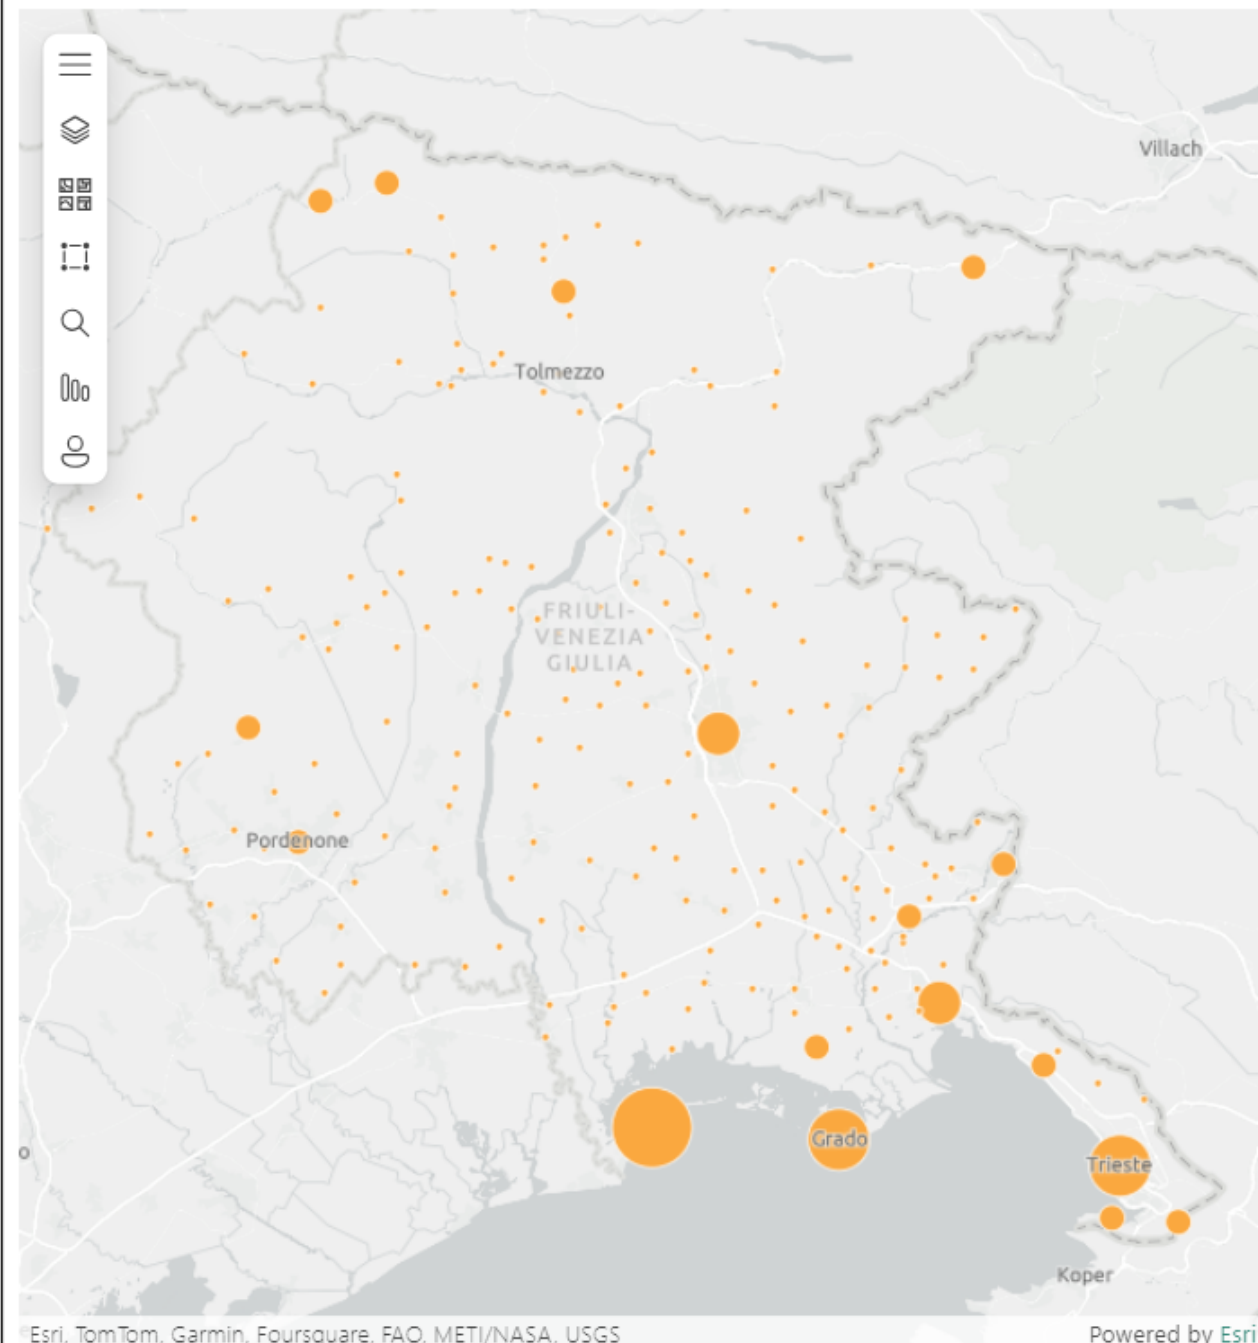 Villach
Tolmezzo
FRIULI-
VENEZIA
GIULIA
Pordenone
Grado
Trieste
Koper
Esri, TomTom, Garmin, Foursquare, FAO, METI/NASA, USGS
Powered by Esri